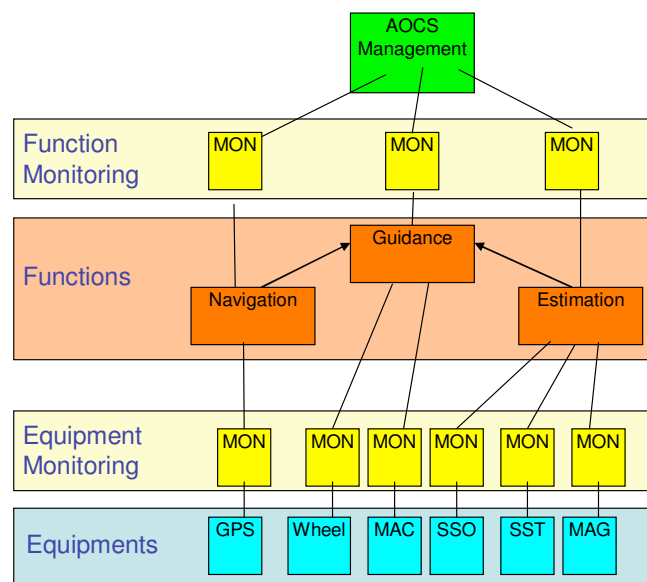 AOCS
Management
Function
Monitoring
MON
MON
MON
Functions
Guidance
Navigation
Estimation
Equipment
Monitoring
MON
MON
MON
MON
MON
MON
Equipments
GPS
Wheel
MAC
SSO
SST
MAG